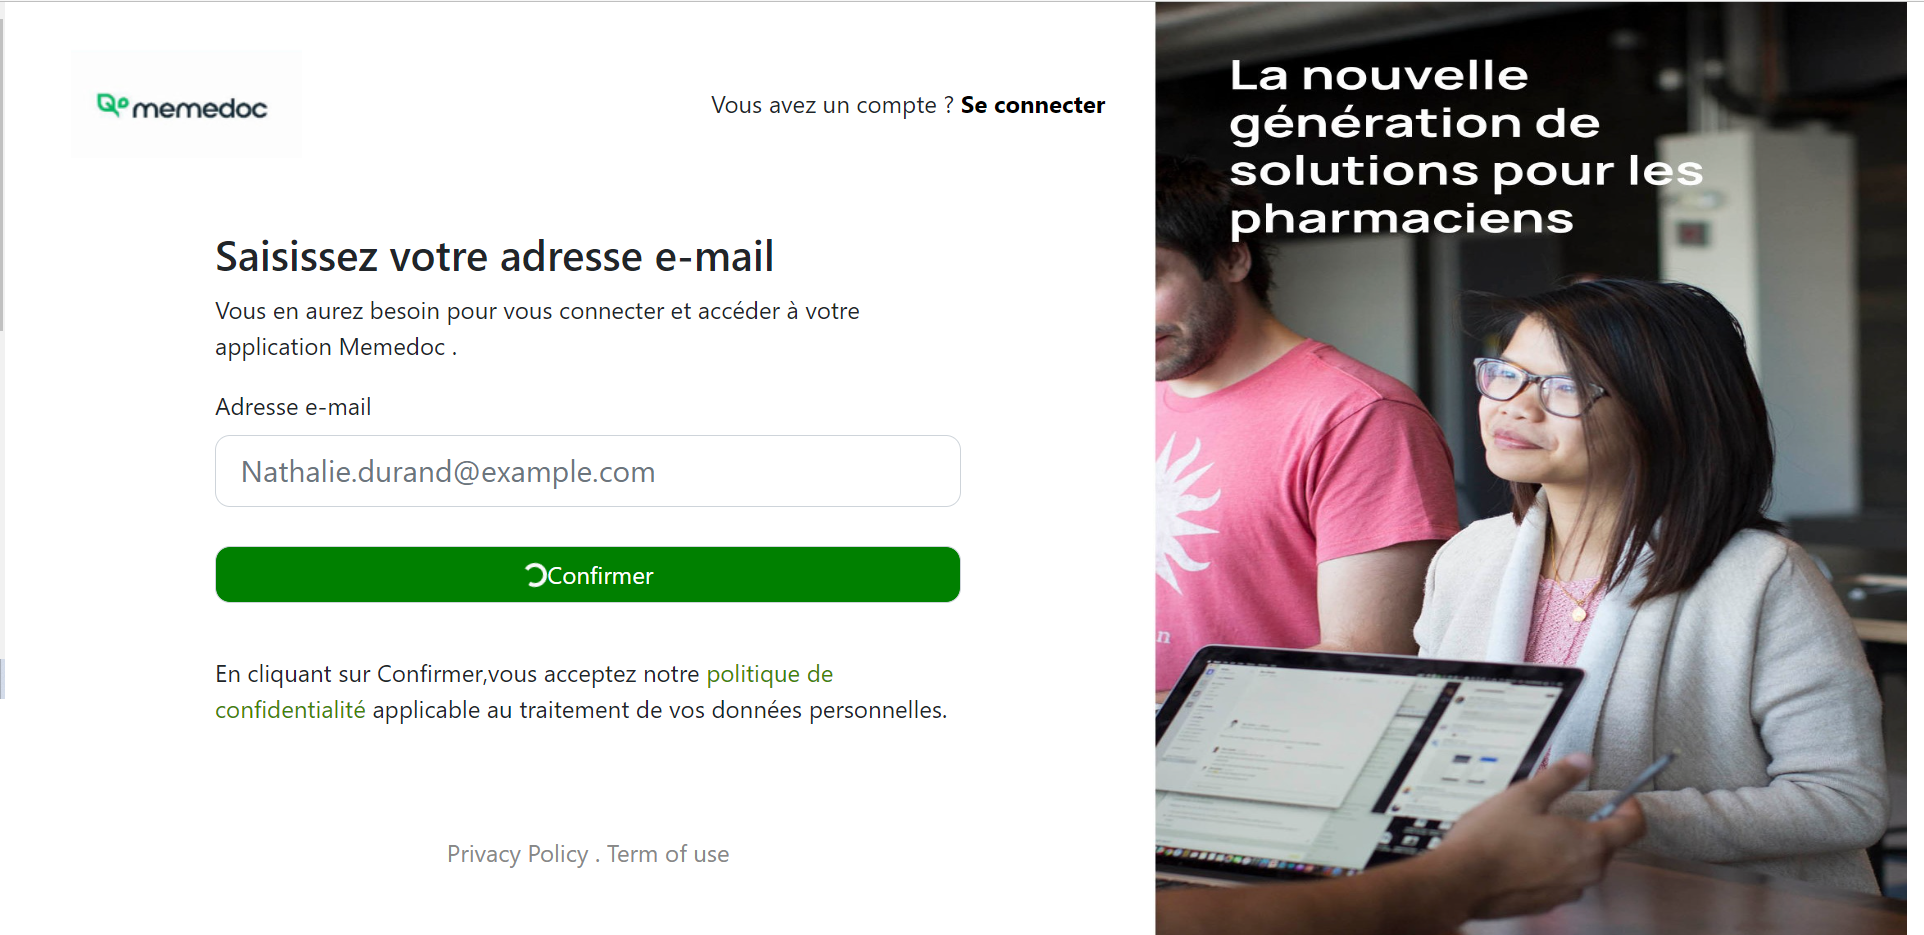 memedoc
Vous avez un compte ? Se connecter
Saisissez votre adresse e-mail
Vous en aurez besoin pour vous connecter et accéder à votre
application Memedoc .
Adresse e-mail
Nathalie.durand@example.com
Confirmer
En cliquant sur Confirmer,vous acceptez notre politique de
confidentialité applicable au traitement de vos données personnelles.
Privacy Policy . Term of use
La nouvelle
génération de
solutions pour les
pharmaciens